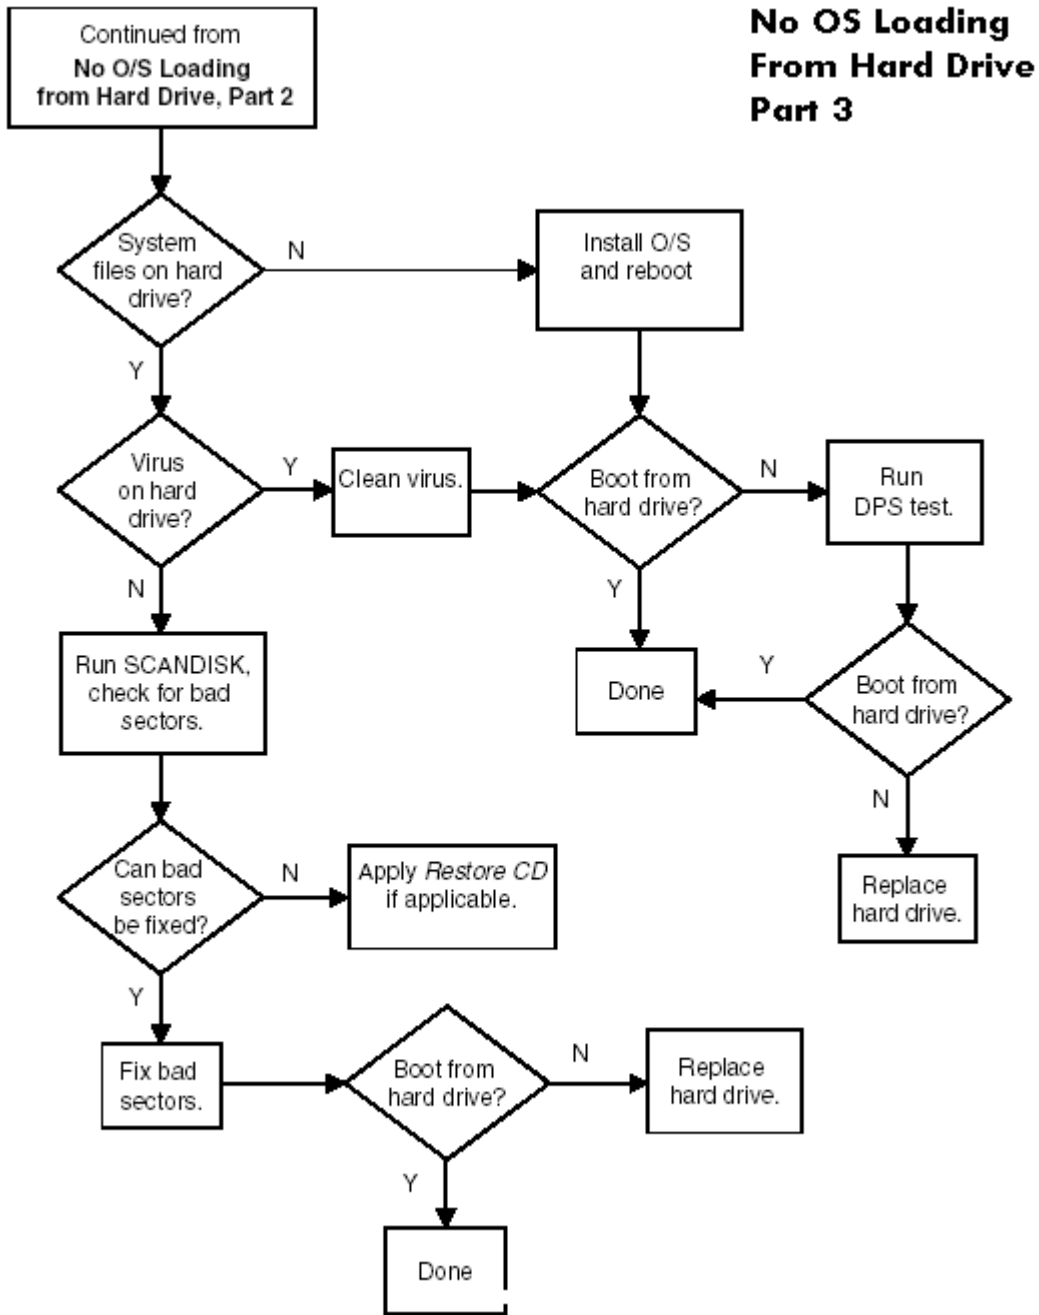 No OS Loading
From Hard Drive
Part 3
Continued from
No O/S Loading
from Hard Drive, Part 2
System
files on hard
drive?
N
Install O/S
and reboot
Y
Virus
on hard
drive?
Y
Clean virus.
Boot from
hard drive?
N
Run
DPS test.
N
Y
Run SCANDISK,
check for bad
sectors.
Done
Y
Boot from
hard drive?
N
Can bad
sectors
be fixed?
N
Apply Restore CD
if applicable.
Replace
hard drive.
Y
Fix bad
sectors.
Boot from
hard drive?
N
Replace
hard drive.
Y
Done